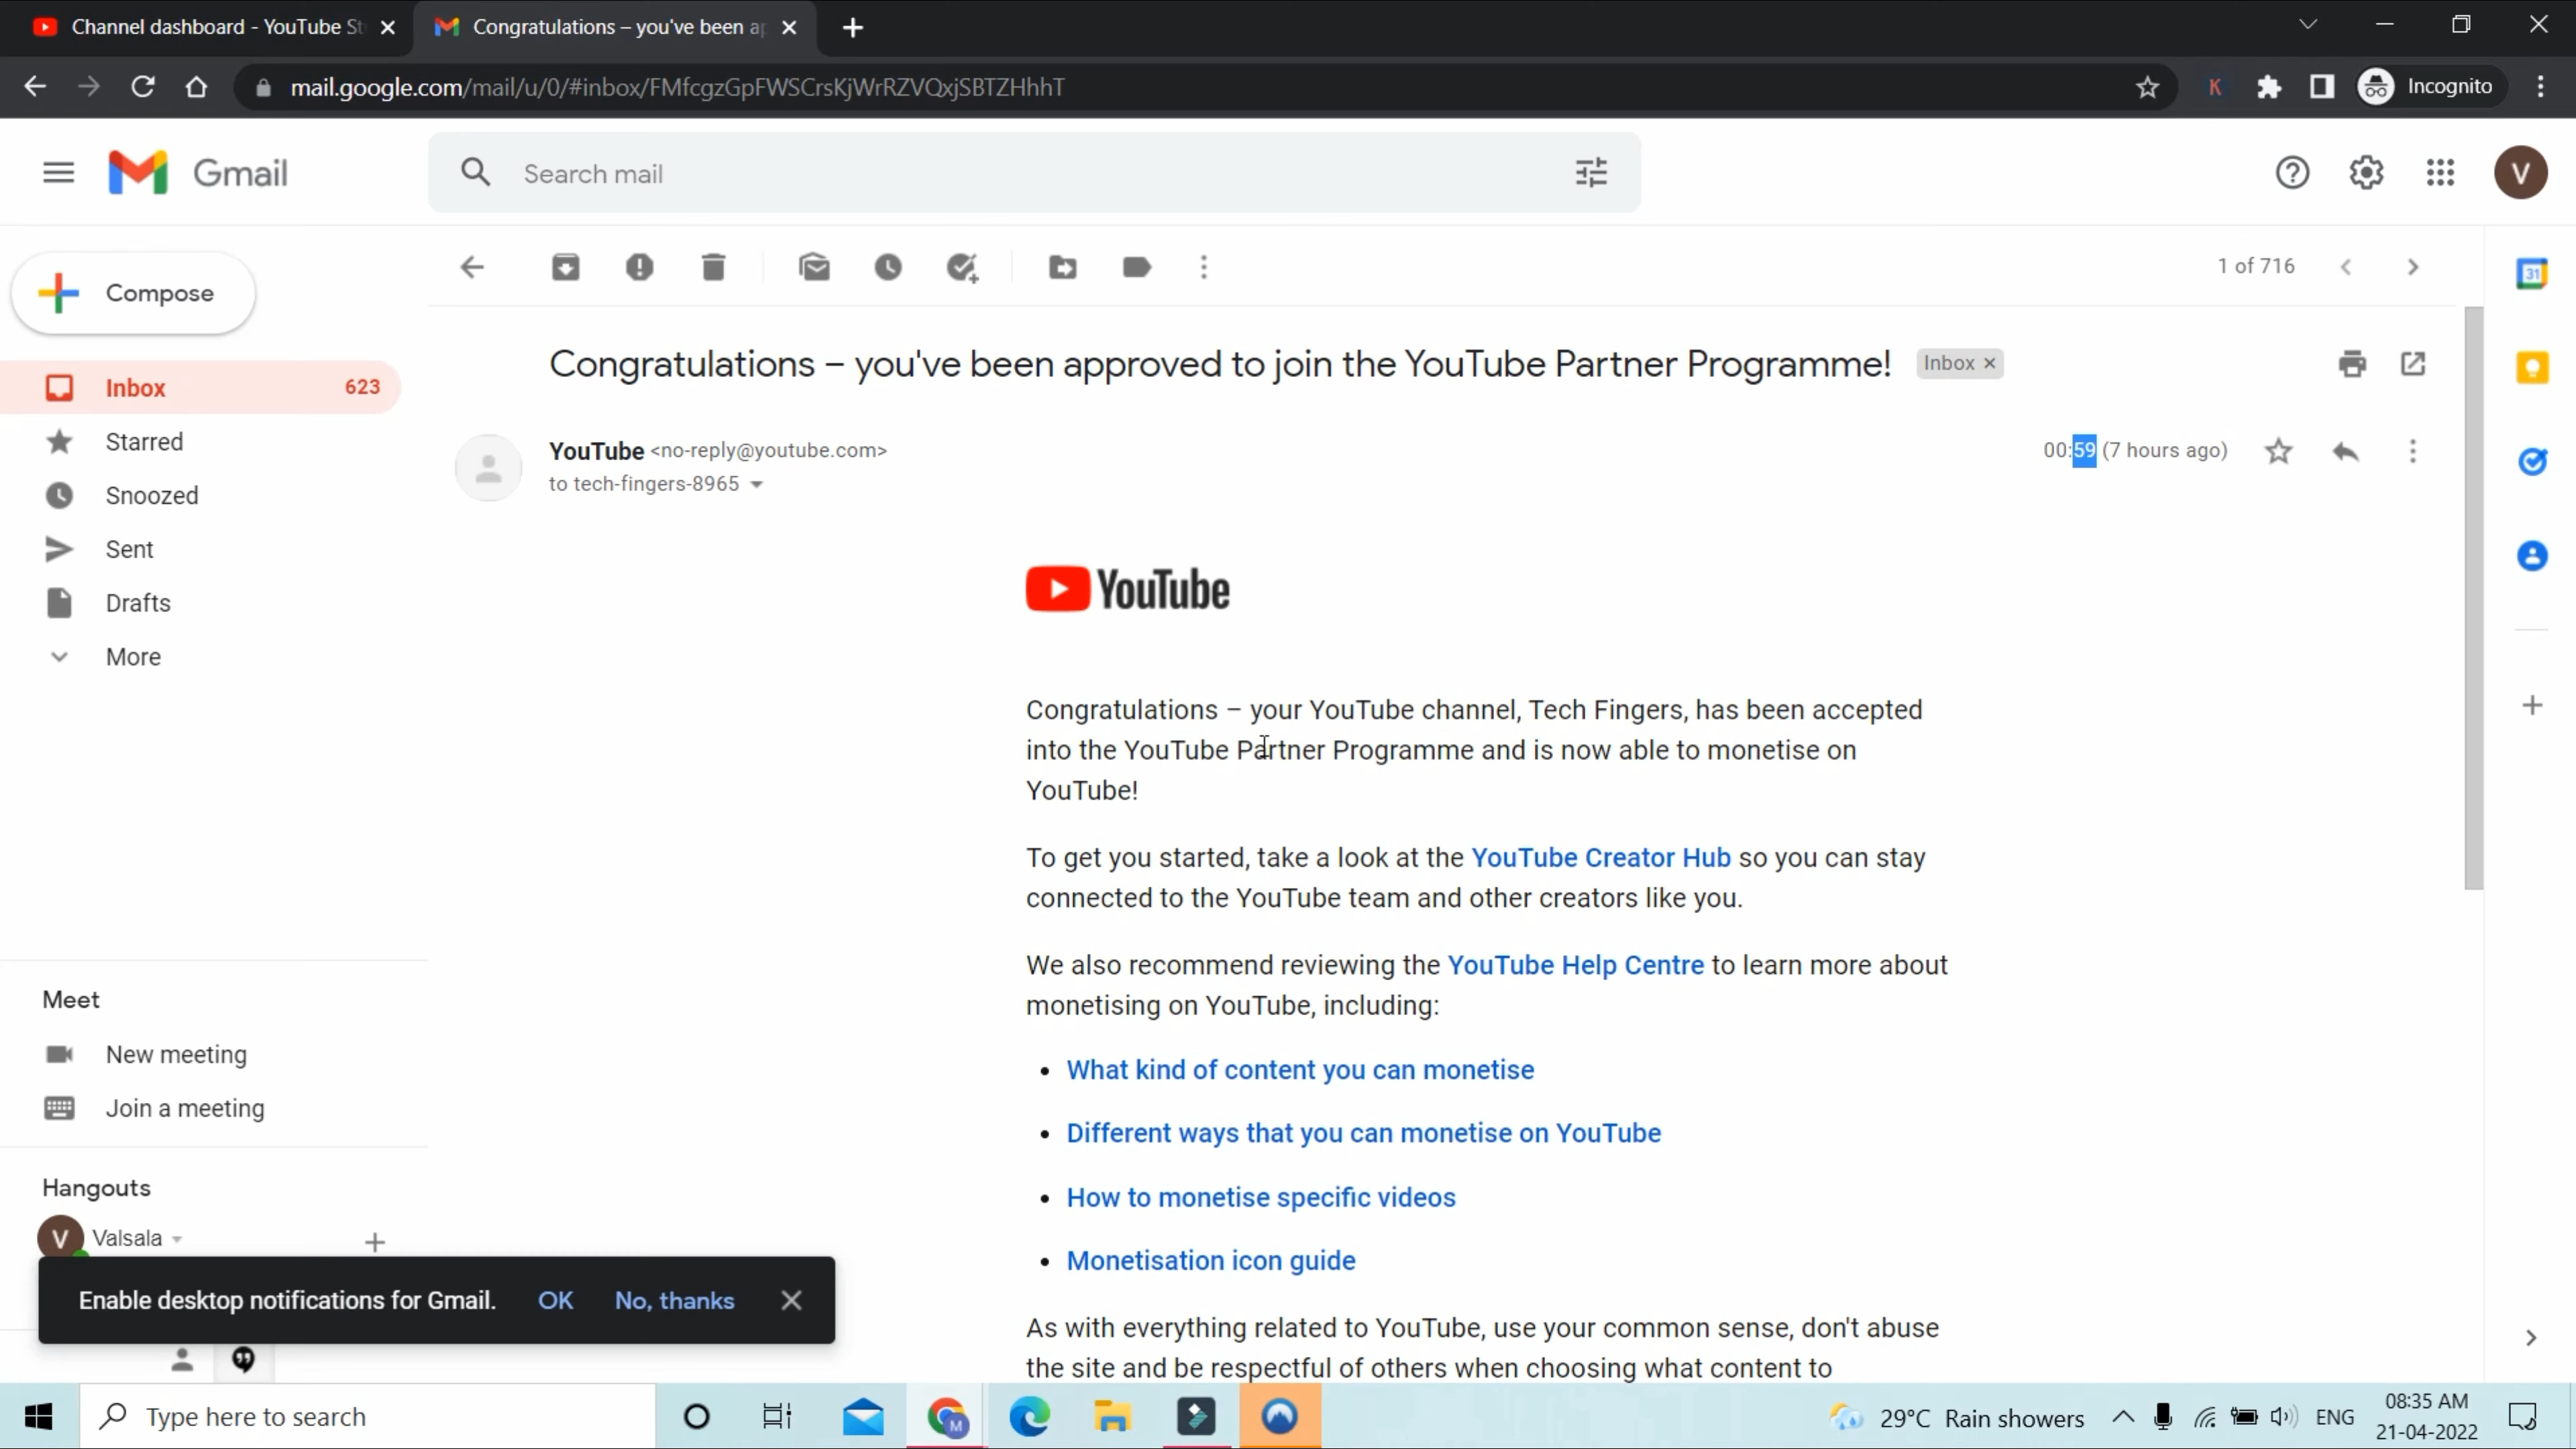 Channel dashboard - YouTube St
Congratulations – you've been ap
mail.google.com/mail/u/0/#inbox/FMfcgzGpFWSCrsKjWrRZVQxjSBTZHhhT
K
Incognito
Gmail
Search mail
V
Compose
1 of 716
31
Inbox 623
Starred
Snoozed
Sent
Drafts
More
Congratulations – you've been approved to join the YouTube Partner Programme! Inbox ×
YouTube <no-reply@youtube.com>
00:59 (7 hours ago)
to tech-fingers-8965
YouTube
Congratulations – your YouTube channel, Tech Fingers, has been accepted
into the YouTube Partner Programme and is now able to monetise on
YouTube!
To get you started, take a look at the YouTube Creator Hub so you can stay
connected to the YouTube team and other creators like you.
We also recommend reviewing the YouTube Help Centre to learn more about
monetising on YouTube, including:
• What kind of content you can monetise
• Different ways that you can monetise on YouTube
• How to monetise specific videos
• Monetisation icon guide
As with everything related to YouTube, use your common sense, don't abuse
the site and be respectful of others when choosing what content to
Meet
New meeting
Join a meeting
Hangouts
V Valsala
Enable desktop notifications for Gmail. OK No, thanks
Type here to search
M
29°C Rain showers
ENG
08:35 AM
21-04-2022